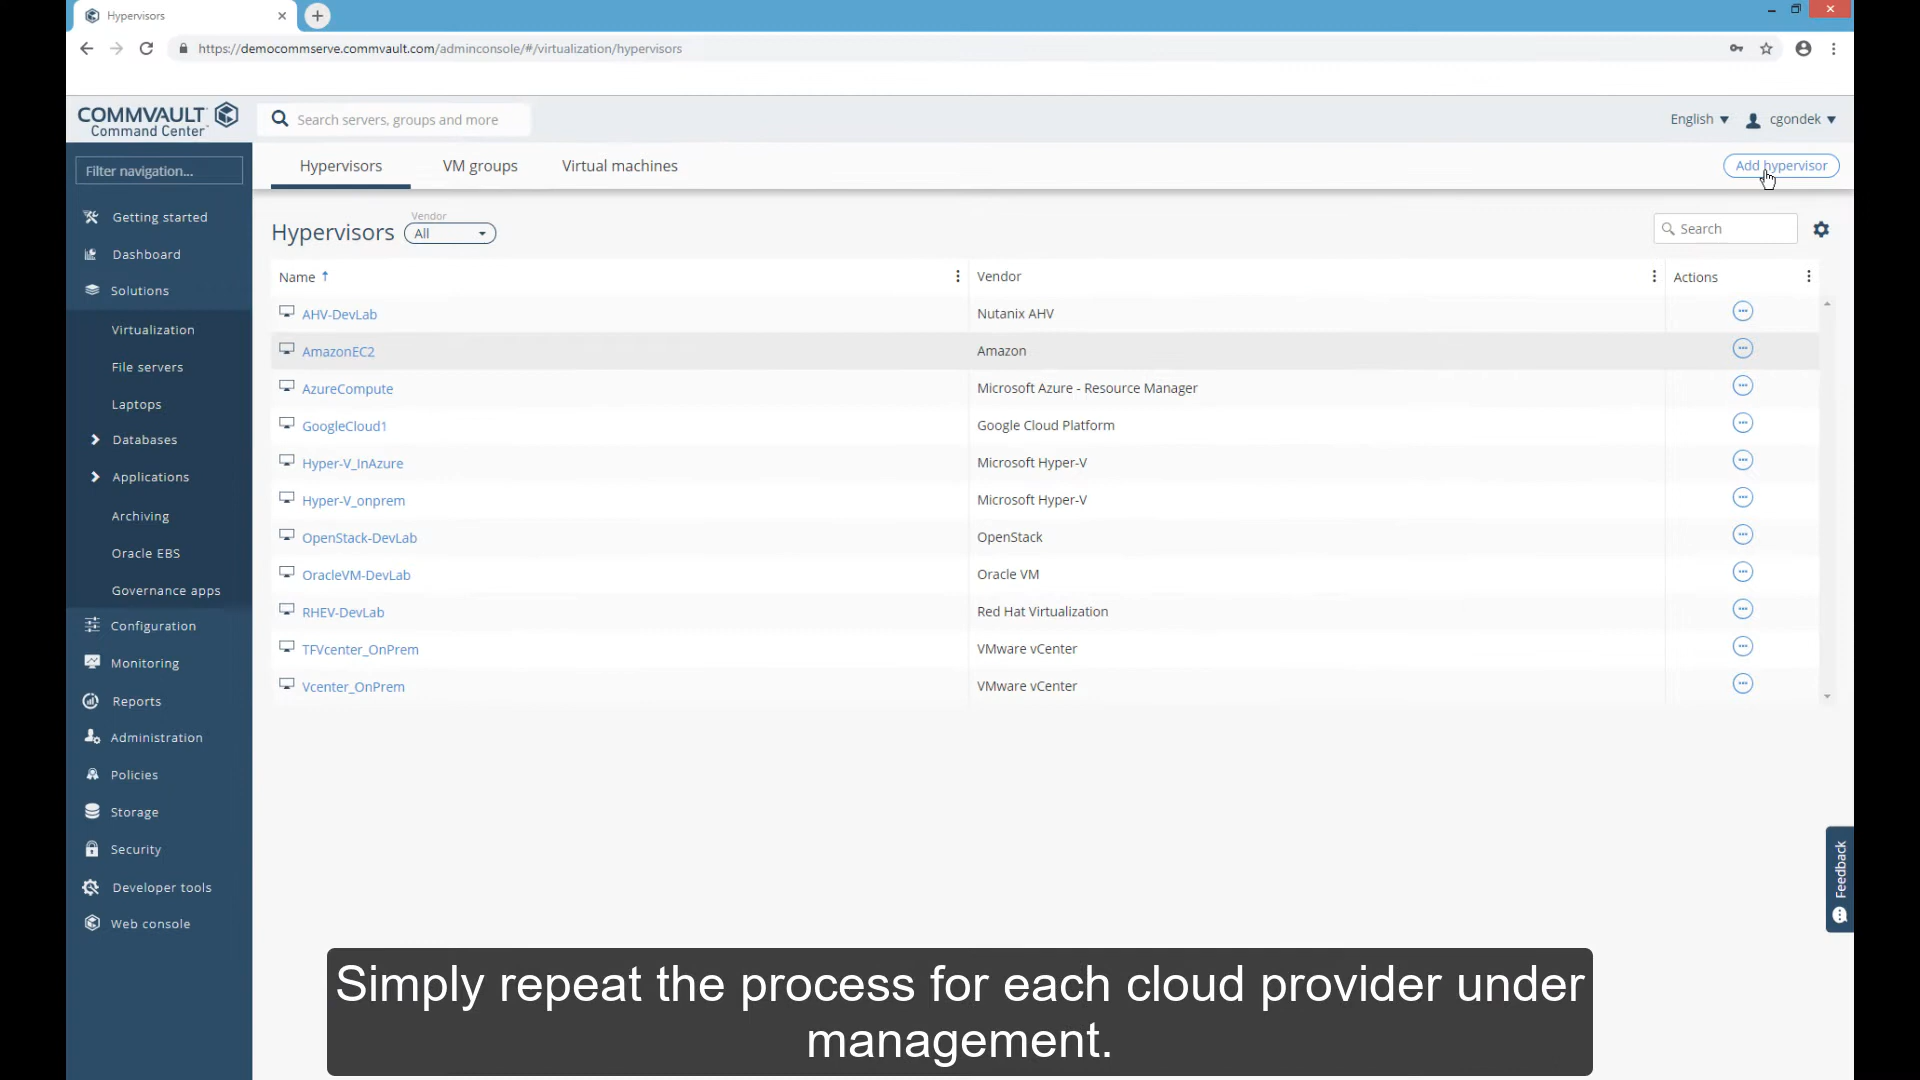 Hypervisors
https://democommserve.commvault.com/adminconsole/#/virtualization/hypervisors
COMMVAULT
Command Center™
Search servers, groups and more
English
cgondek
Filter navigation...
Hypervisors
VM groups
Virtual machines
Add hypervisor
Getting started
Dashboard
Solutions
Virtualization
File servers
Laptops
Databases
Applications
Archiving
Oracle EBS
Governance apps
Configuration
Monitoring
Reports
Administration
Policies
Storage
Security
Developer tools
Web console
Hypervisors
Vendor
All
Search
Name Vendor Actions
AHV-DevLab Nutanix AHV
AmazonEC2 Amazon
AzureCompute Microsoft Azure - Resource Manager
GoogleCloud1 Google Cloud Platform
Hyper-V_InAzure Microsoft Hyper-V
Hyper-V_onprem Microsoft Hyper-V
OpenStack-DevLab OpenStack
OracleVM-DevLab Oracle VM
RHEV-DevLab Red Hat Virtualization
TFVcenter_OnPrem VMware vCenter
Vcenter_OnPrem VMware vCenter
Feedback
Simply repeat the process for each cloud provider under
management.